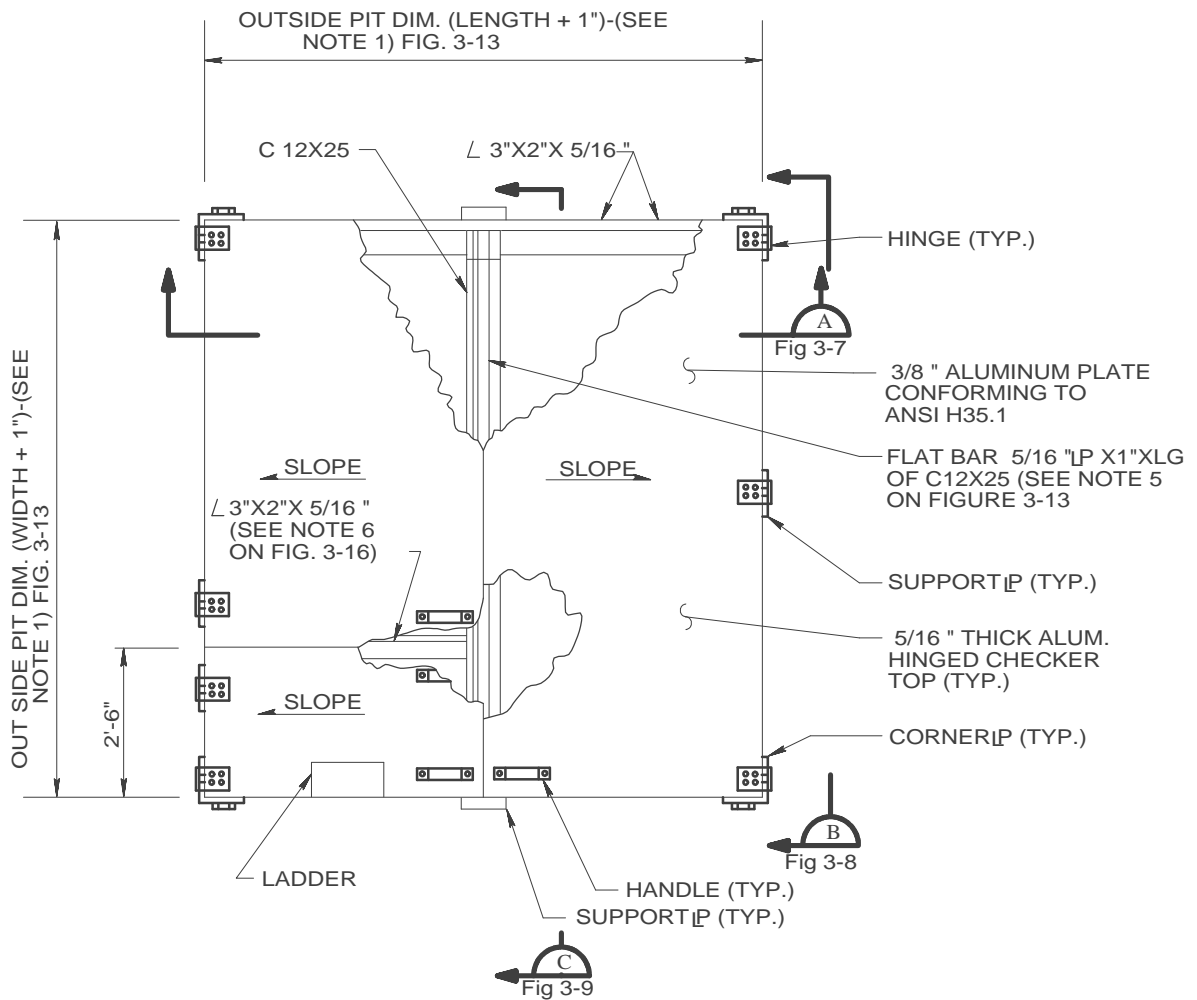 OUTSIDE PIT DIM. (LENGTH + 1")-(SEE
NOTE 1) FIG. 3-13
C 12X25
∠ 3"X2"X 5/16 "
HINGE (TYP.)
A
Fig 3-7
3/8 " ALUMINUM PLATE
CONFORMING TO
ANSI H35.1
OUT SIDE PIT DIM. (WIDTH + 1")-(SEE
NOTE 1) FIG. 3-13
SLOPE
SLOPE
FLAT BAR 5/16 "LP X1"XLG
OF C12X25 (SEE NOTE 5
ON FIGURE 3-13
∠ 3"X2"X 5/16 "
(SEE NOTE 6
ON FIG. 3-16)
SUPPORT LP (TYP.)
5/16 " THICK ALUM.
HINGED CHECKER
TOP (TYP.)
2'-6"
SLOPE
CORNER LP (TYP.)
B
Fig 3-8
LADDER
HANDLE (TYP.)
SUPPORT LP (TYP.)
C
Fig 3-9